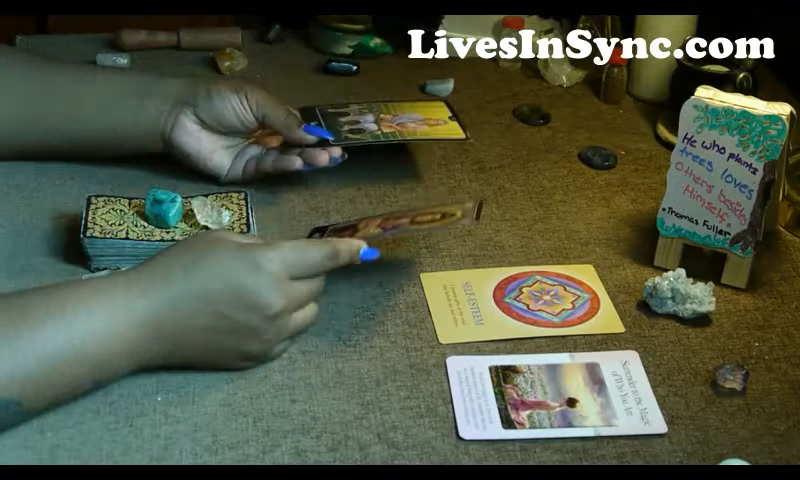 LivesInSync.com
He who plants
trees loves
others beside
Himself.
Thomas Fuller
SELF-ESTEEM
Surrender to the Magic
of Who You Are